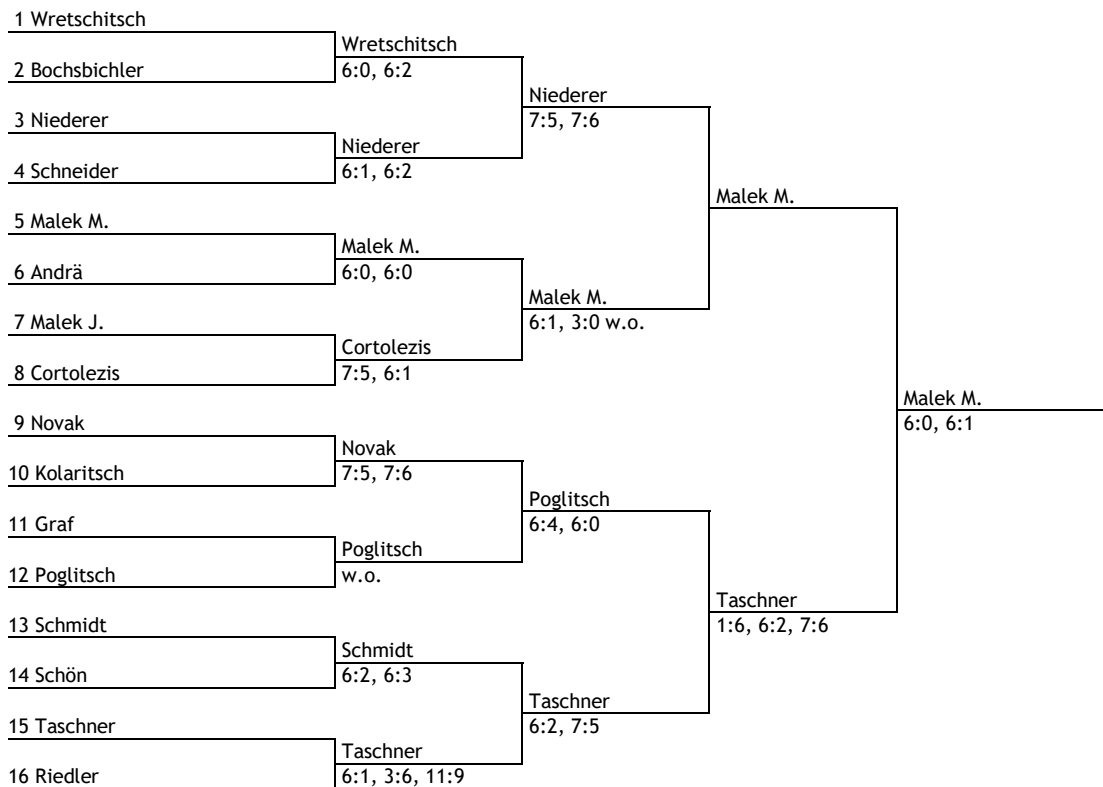 1 Wretschitsch
2 Bochsbichler
3 Niederer
4 Schneider
5 Malek M.
6 Andrä
7 Malek J.
8 Cortolezis
9 Novak
10 Kolaritsch
11 Graf
12 Poglitsch
13 Schmidt
14 Schön
15 Taschner
16 Riedler
Wretschitsch
6:0, 6:2
Niederer
6:1, 6:2
Malek M.
6:0, 6:0
Cortolezis
7:5, 6:1
Novak
7:5, 7:6
Poglitsch
w.o.
Schmidt
6:2, 6:3
Taschner
6:1, 3:6, 11:9
Niederer
7:5, 7:6
Malek M.
6:1, 3:0 w.o.
Poglitsch
6:4, 6:0
Taschner
6:2, 7:5
Malek M.
Taschner
1:6, 6:2, 7:6
Malek M.
6:0, 6:1